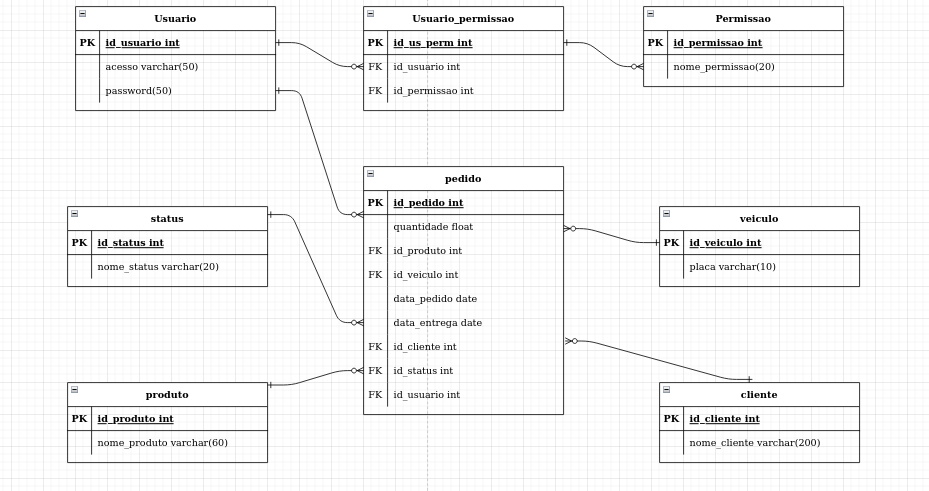 Usuario
PK id_usuario int
acesso varchar(50)
password(50)
Usuario_permissao
PK id_us_perm int
FK id_usuario int
FK id_permissao int
Permissao
PK id_permissao int
nome_permissao(20)
pedido
PK id_pedido int
quantidade float
FK id_produto int
FK id_veiculo int
data_pedido date
data_entrega date
FK id_cliente int
FK id_status int
FK id_usuario int
status
PK id_status int
nome_status varchar(20)
veiculo
PK id_veiculo int
placa varchar(10)
produto
PK id_produto int
nome_produto varchar(60)
cliente
PK id_cliente int
nome_cliente varchar(200)